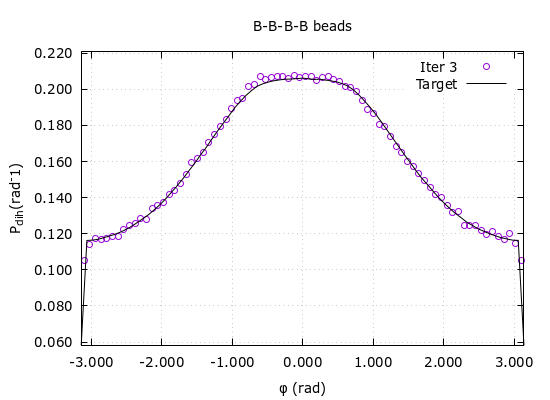 B-B-B-B beads
Iter 3
Target
0.220
0.200
0.180
0.160
0.140
0.120
0.100
0.080
0.060
P_dih(rad^-1)
-3.000 -2.000 -1.000 0.000 1.000 2.000 3.000
φ (rad)